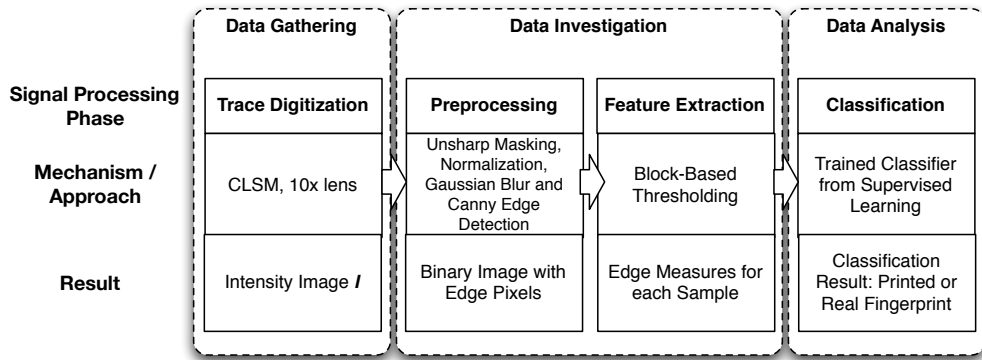 Data Gathering
Data Investigation
Data Analysis
Signal Processing
Phase
Trace Digitization
Preprocessing
Feature Extraction
Classification
Mechanism /
Approach
CLSM, 10x lens
Unsharp Masking,
Normalization,
Gaussian Blur and
Canny Edge
Detection
Block-Based
Thresholding
Trained Classifier
from Supervised
Learning
Result
Intensity Image I
Binary Image with
Edge Pixels
Edge Measures for
each Sample
Classification
Result: Printed or
Real Fingerprint